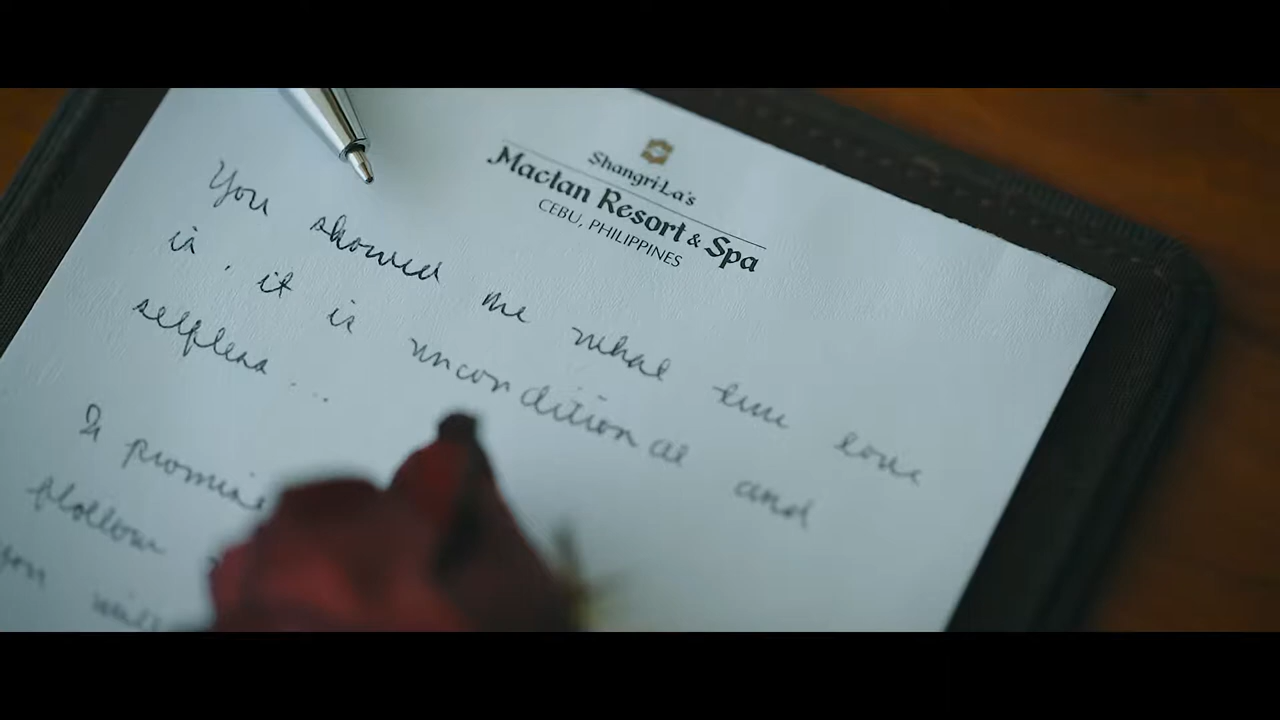 Shangri-La's
Mactan Resort & Spa
CEBU, PHILIPPINES
You showed me what true love
is, it is unconditional and
selfless...
I promise
follow
you will